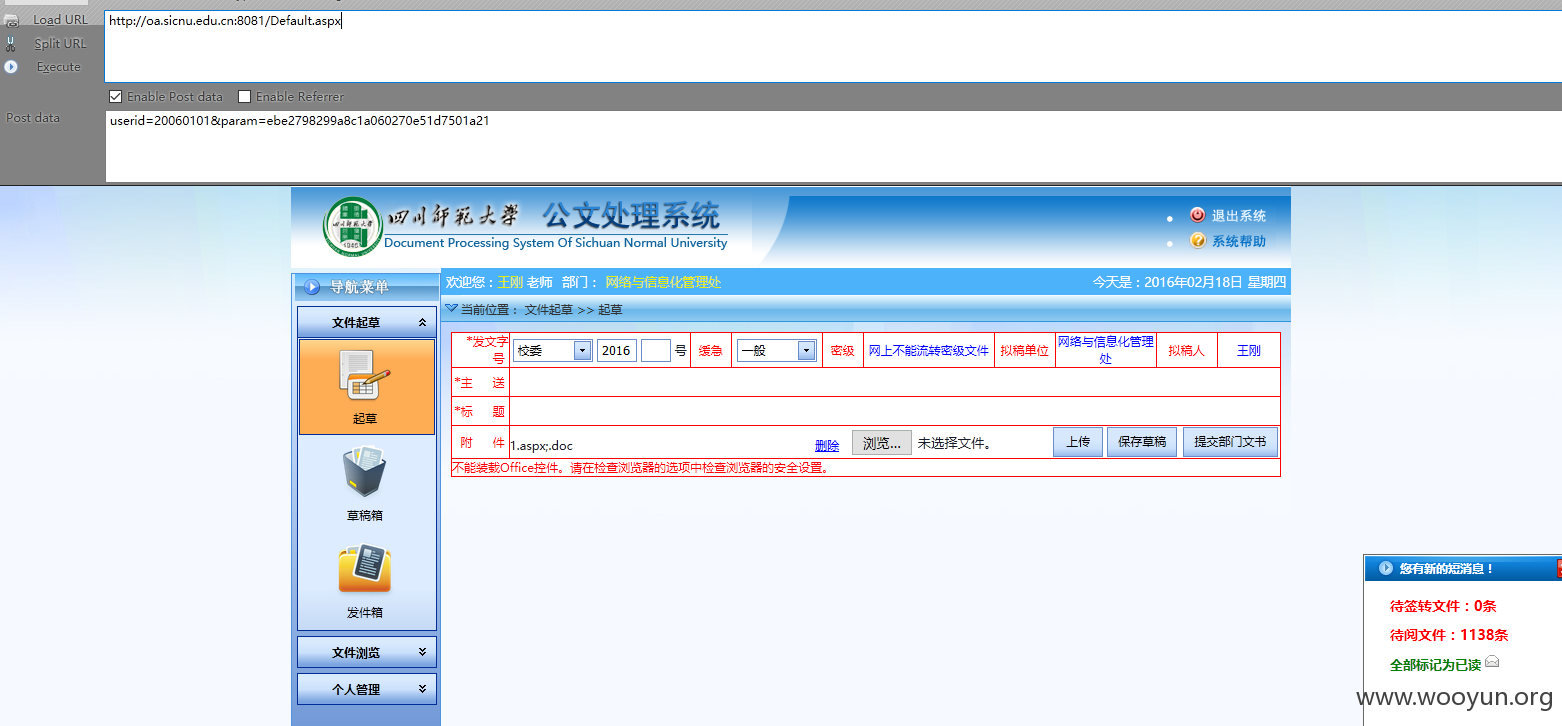 Load URL
http://oa.sicnu.edu.cn:8081/Default.aspx
Split URL
Execute
Enable Post data
Enable Referrer
Post data
userid=20060101&param=ebe2798299a8c1a060270e51d7501a21
四川师范大学 公文处理系统
Document Processing System Of Sichuan Normal University
退出系统
系统帮助
导航菜单
欢迎您：王刚 老师 部门： 网络与信息化管理处
今天是：2016年02月18日 星期四
当前位置： 文件起草 >> 起草
文件起草
起草
草稿箱
发件箱
文件浏览
个人管理
*发文字号 校委 2016 号 缓急 一般 密级 网上不能流转密级文件 拟稿单位 网络与信息化管理处 拟稿人 王刚
*主 送
*标 题
附 件 1.aspx;.doc 删除 浏览... 未选择文件。 上传 保存草稿 提交部门文书
不能装载Office控件。请在检查浏览器的选项中检查浏览器的安全设置。
您有新的短消息！
待签转文件：0条
待阅文件：1138条
全部标记为已读
www.wooyun.org